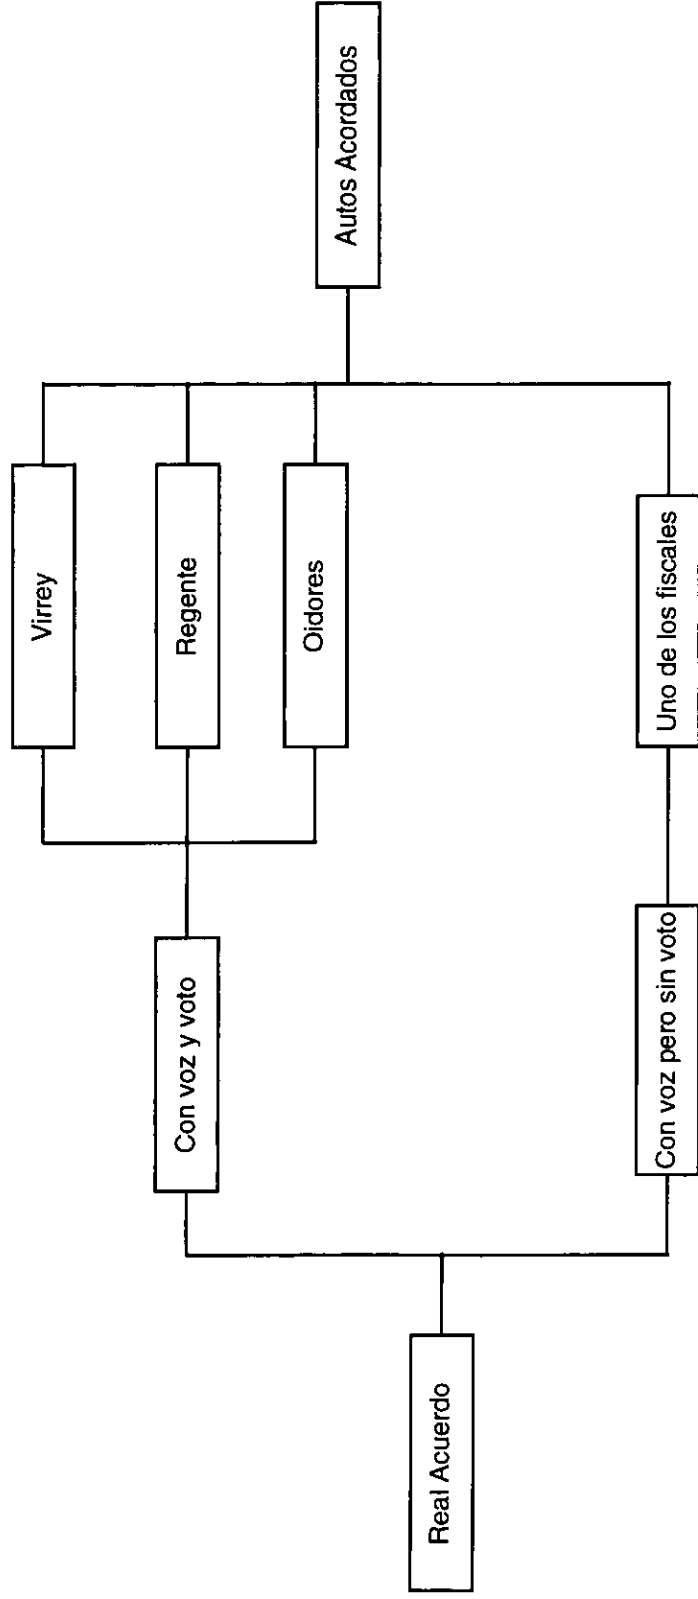 Real Acuerdo
Con voz y voto
Con voz pero sin voto
Virrey
Regente
Oidores
Uno de los fiscales
Autos Acordados